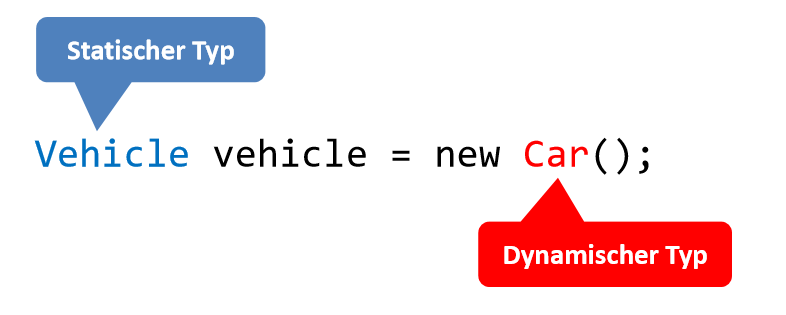 Statischer Typ
Vehicle vehicle = new Car();
Dynamischer Typ